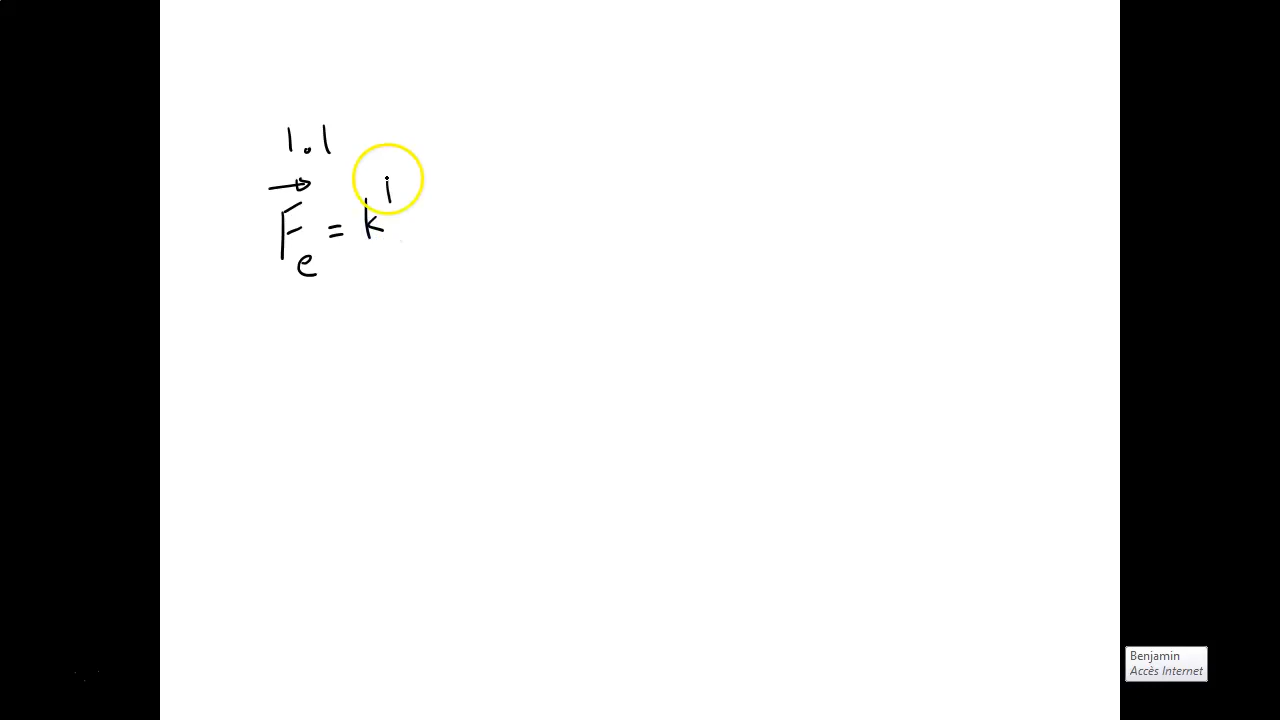 1.1
→
F = k
e
Benjamin
Accès Internet